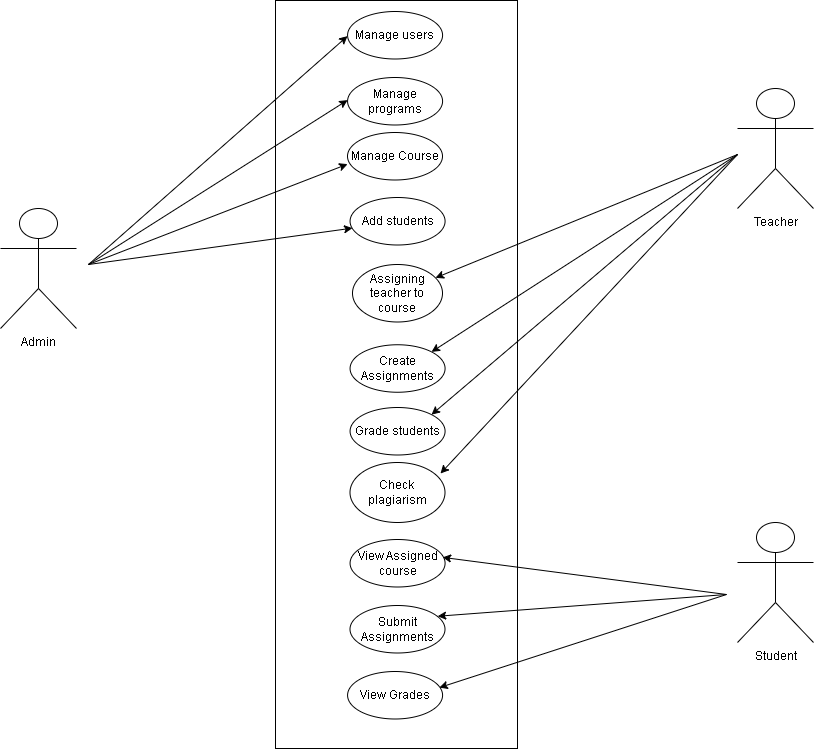 Manage users
Manage
programs
Manage Course
Add students
Assigning
teacher to
course
Create
Assignments
Grade students
Check
plagiarism
View Assigned
course
Submit
Assignments
View Grades
Admin
Teacher
Student